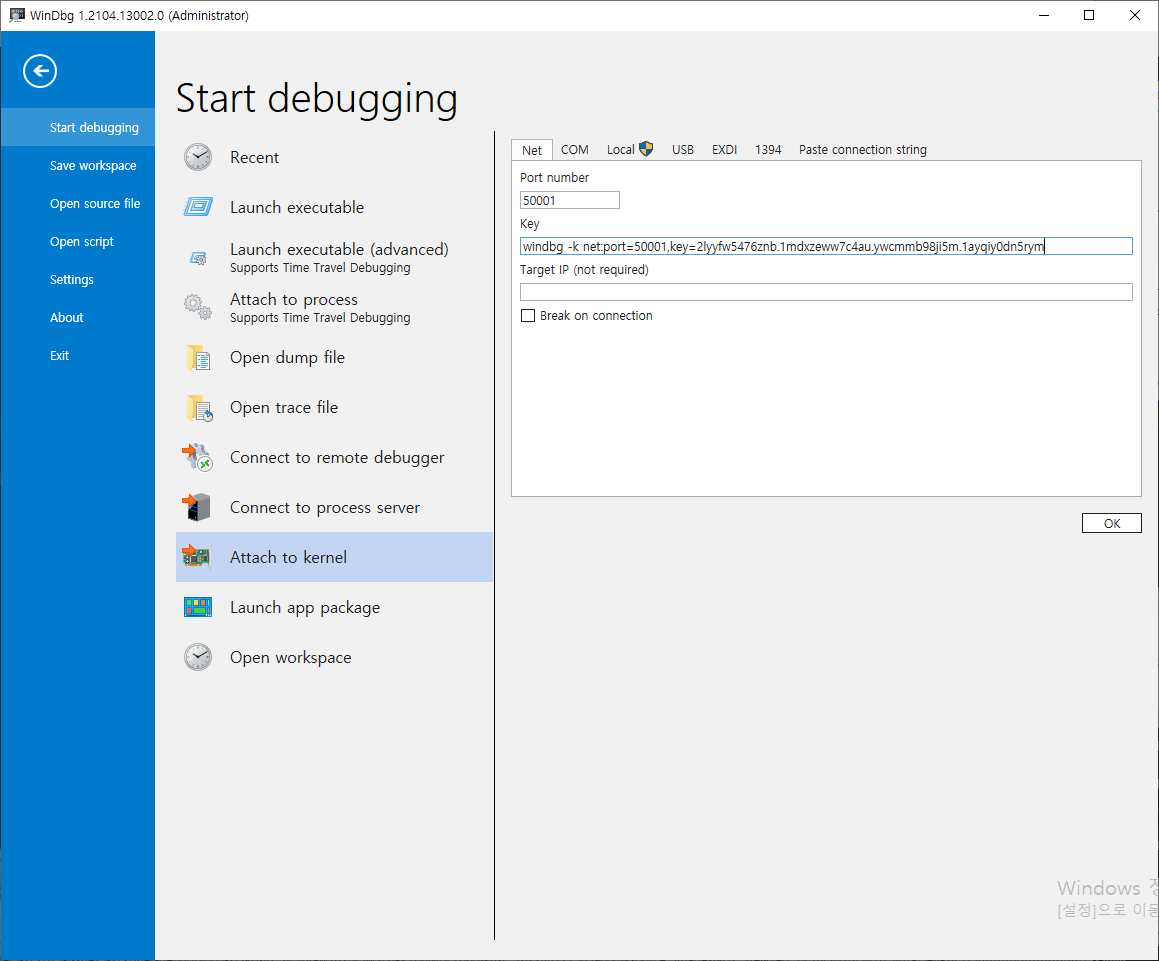 WinDbg 1.2104.13002.0 (Administrator)
Start debugging
Save workspace
Open source file
Open script
Settings
About
Exit
Start debugging
Recent
Launch executable
Launch executable (advanced)
Supports Time Travel Debugging
Attach to process
Supports Time Travel Debugging
Open dump file
Open trace file
Connect to remote debugger
Connect to process server
Attach to kernel
Launch app package
Open workspace
Net COM Local USB EXDI 1394 Paste connection string
Port number
50001
Key
windbg -k net:port=50001,key=2lyyfw5476znb.1mdxzeww7c4au.ywcmmb98ji5m.1ayqiy0dn5rym
Target IP (not required)
Break on connection
OK
Windows
[설정]으로